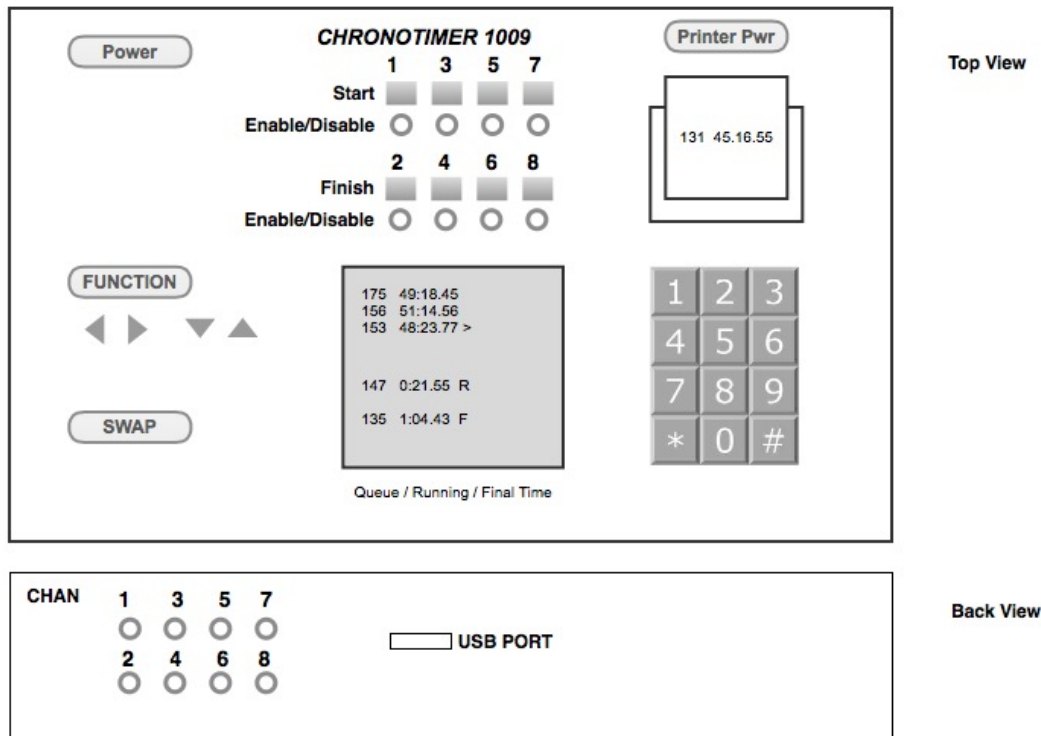 Power
CHRONOTIMER 1009
Printer Pwr
Top View
1 3 5 7
Start
Enable/Disable
131 45.16.55
2 4 6 8
Finish
Enable/Disable
FUNCTION
175 49:18.45
156 51:14.56
153 48:23.77 >
147 0:21.55 R
135 1:04.43 F
1 2 3
4 5 6
7 8 9
* 0 #
SWAP
Queue / Running / Final Time
CHAN
1 3 5 7
2 4 6 8
USB PORT
Back View